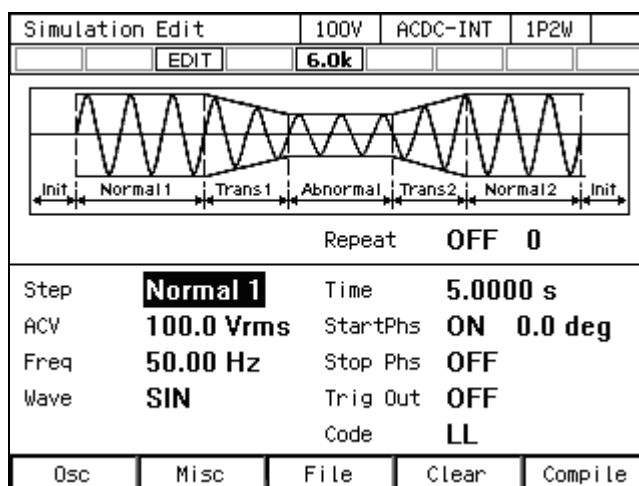 Simulation Edit 100V ACDC-INT 1P2W
EDIT 6.0k
Init Normal1 Trans1 Abnormal Trans2 Normal2 Init
Repeat OFF 0
Step Normal 1 Time 5.0000 s
ACV 100.0 Vrms StartPhs ON 0.0 deg
Freq 50.00 Hz Stop Phs OFF
Wave SIN Trig Out OFF
Code LL
Osc Misc File Clear Compile